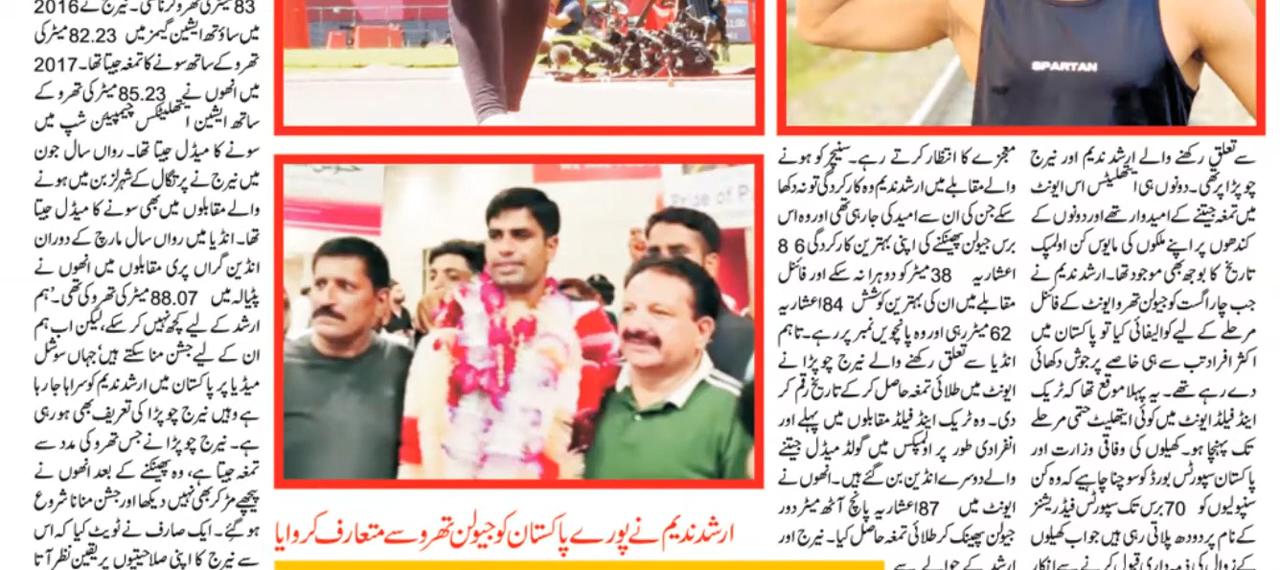 SPARTAN
Pride of P
سے تعلق رکھنے والے ارشد ندیم اور نیرج
چوپڑا پر تھی۔ دونوں ہی ایتھلیٹس اس ایونٹ
میں تمغہ جیتنے کے امیدوار تھے اور دونوں کے
کندھوں پر اپنے ملکوں کی مایوس کن اولمپک
تاریخ کا بوجھ بھی موجود تھا۔ ارشد ندیم نے
جب چار اگست کو جیولن تھرو ایونٹ کے فائنل
مرحلے کے لیے کوالیفائی کیا تو پاکستان میں
اکثر افراد تب سے ہی خاصے پرجوش دکھائی
دے رہے تھے۔ یہ پہلا موقع تھا کہ ٹریک
اینڈ فیلڈ ایونٹ میں کوئی ایتھلیٹ حتمی مرحلے
تک پہنچا ہو۔ کھیلوں کی وفاقی وزارت اور
پاکستان سپورٹس بورڈ کو سوچنا چاہیے کہ وہ کن
سنپولیوں کو 70 برس تک سپورٹس فیڈریشنز
کے نام پر دودھ پلاتی رہی ہیں جو اب کھیلوں
کے زوال کی ذمہ داری قبول کرنے سے انکار
معجزے کا انتظار کرتے رہے۔ سنیچر کو ہونے
والے مقابلے میں ارشد ندیم وہ کارکردگی تو نہ دکھا
سکے جن کی ان سے امید کی جا رہی تھی اور وہ اس
برس جیولن پھینکنے کی اپنی بہترین کارکردگی 6 8
اعشاریہ 38 میٹر کو دوہرا نہ سکے اور فائنل
مقابلے میں ان کی بہترین کوشش 84 اعشاریہ
62 میٹر رہی اور وہ پانچویں نمبر پر رہے۔ تاہم
انڈیا سے تعلق رکھنے والے نیرج چوپڑا نے
ایونٹ میں طلائی تمغہ حاصل کر کے تاریخ رقم کر
دی۔ وہ ٹریک اینڈ فیلڈ مقابلوں میں پہلے اور
انفرادی طور پر اولمپکس میں گولڈ میڈل جیتنے
والے دوسرے انڈین بن گئے ہیں۔ انھوں نے
ایونٹ میں 87 اعشاریہ پانچ آٹھ میٹر دور
جیولن پھینک کر طلائی تمغہ حاصل کیا۔ نیرج اور
ارشد کے حوالے سے
ارشد ندیم نے پورے پاکستان کو جیولن تھرو سے متعارف کروایا
83 میٹر کی تھرو کرنا تھی۔ نیرج نے 2016
میں ساؤتھ ایشین گیمز میں 82.23 میٹر کی
تھرو کے ساتھ سونے کا تمغہ جیتا تھا۔ 2017
میں انھوں نے 85.23 میٹر کی تھرو کے
ساتھ ایشین ایتھلیٹکس چیمپیئن شپ میں
سونے کا میڈل جیتا تھا۔ رواں سال جون
میں نیرج نے پرتگال کے شہر لزبن میں ہونے
والے مقابلوں میں بھی سونے کا میڈل جیتا
تھا۔ انڈیا میں رواں سال مارچ کے دوران
انڈین گراں پری مقابلوں میں انھوں نے
پٹیالہ میں 88.07 میٹر کی تھرو کی تھی۔ 'ہم
ارشد کے لیے کچھ نہیں کر سکے، لیکن اب ہم
ان کے لیے جشن منا سکتے ہیں' جہاں سوشل
میڈیا پر پاکستان میں ارشد ندیم کو سراہا جا رہا
ہے وہیں نیرج چوپڑا کی تعریف بھی ہو رہی
ہے۔ نیرج چوپڑا نے جس تھرو کی مدد سے
تمغہ جیتا ہے، وہ پھینکنے کے بعد انھوں نے
پیچھے مڑ کر بھی نہیں دیکھا اور جشن منانا شروع
ہو گئے۔ ایک صارف نے ٹویٹ کیا کہ اس
سے نیرج کا اپنی صلاحیتوں پر یقین نظر آتا